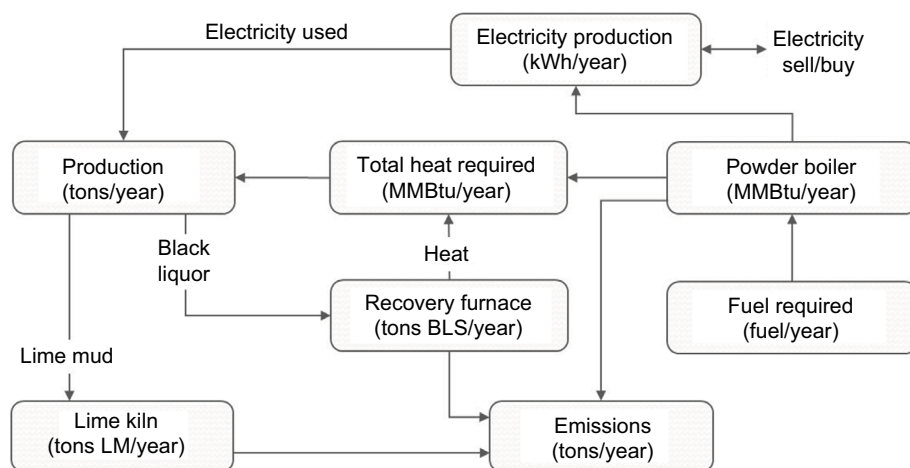 Electricity used
Electricity production
(kWh/year)
Electricity
sell/buy
Production
(tons/year)
Total heat required
(MMBtu/year)
Powder boiler
(MMBtu/year)
Black
liquor
Heat
Recovery furnace
(tons BLS/year)
Fuel required
(fuel/year)
Lime mud
Lime kiln
(tons LM/year)
Emissions
(tons/year)